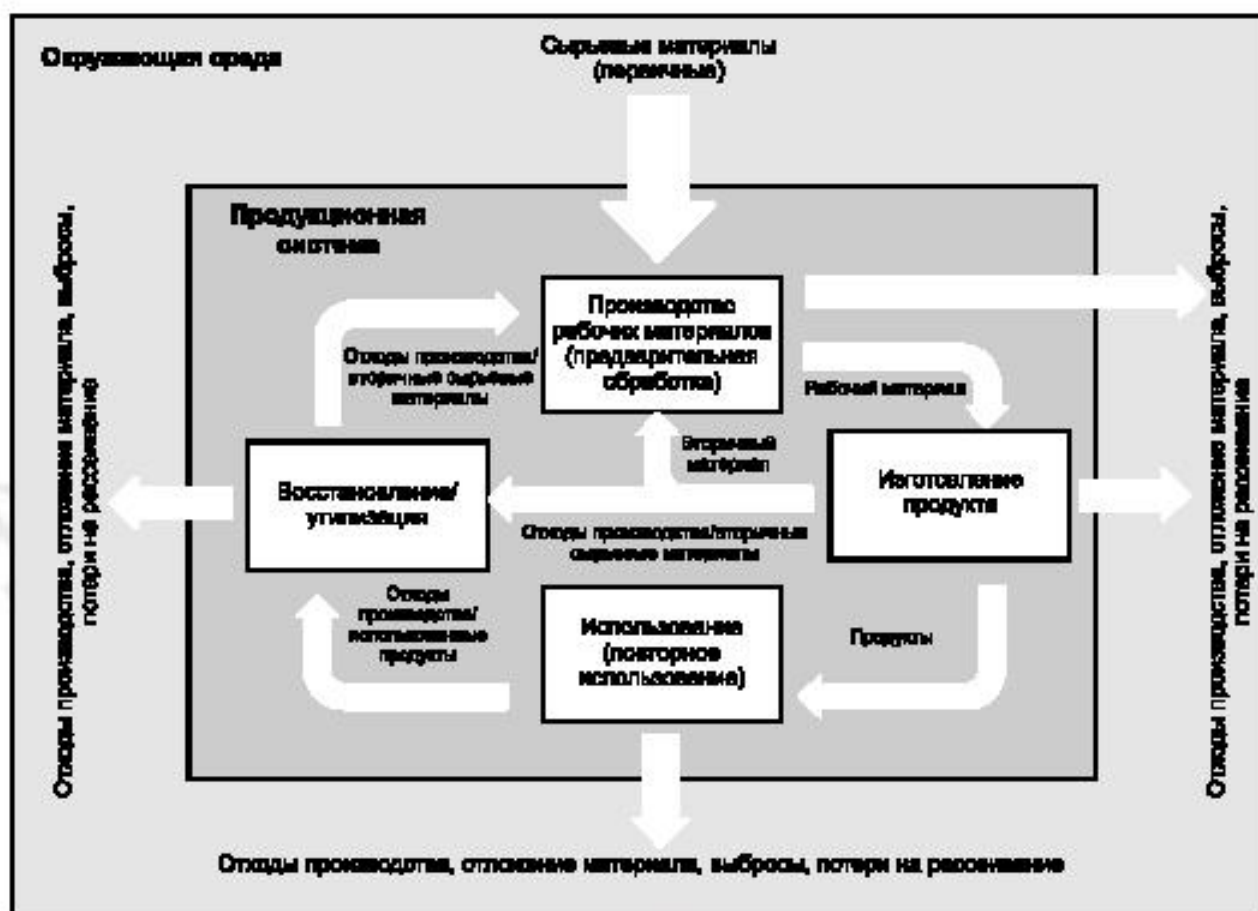 Окружающая среда
Сырьевые материалы
(первичные)
Продукционная
система
Производство
рабочих материалов
(предварительная
обработка)
Отходы производства/
вторичный сырьевые
материалы
Рабочий материал
Вторичный
материал
Восстановление/
утилизация
Изготовление
продукта
Отходы производства/вторичные
сырьевые материалы
Отходы
производства/
использованные
продукты
Использование
(повторное
использование)
Продукты
Отходы производства, отложение материала, выбросы,
потери на рассеивание
Отходы производства, отложение материала, выбросы,
потери на рассеивание
Отходы производства, отложение материала, выбросы, потери на рассеивание